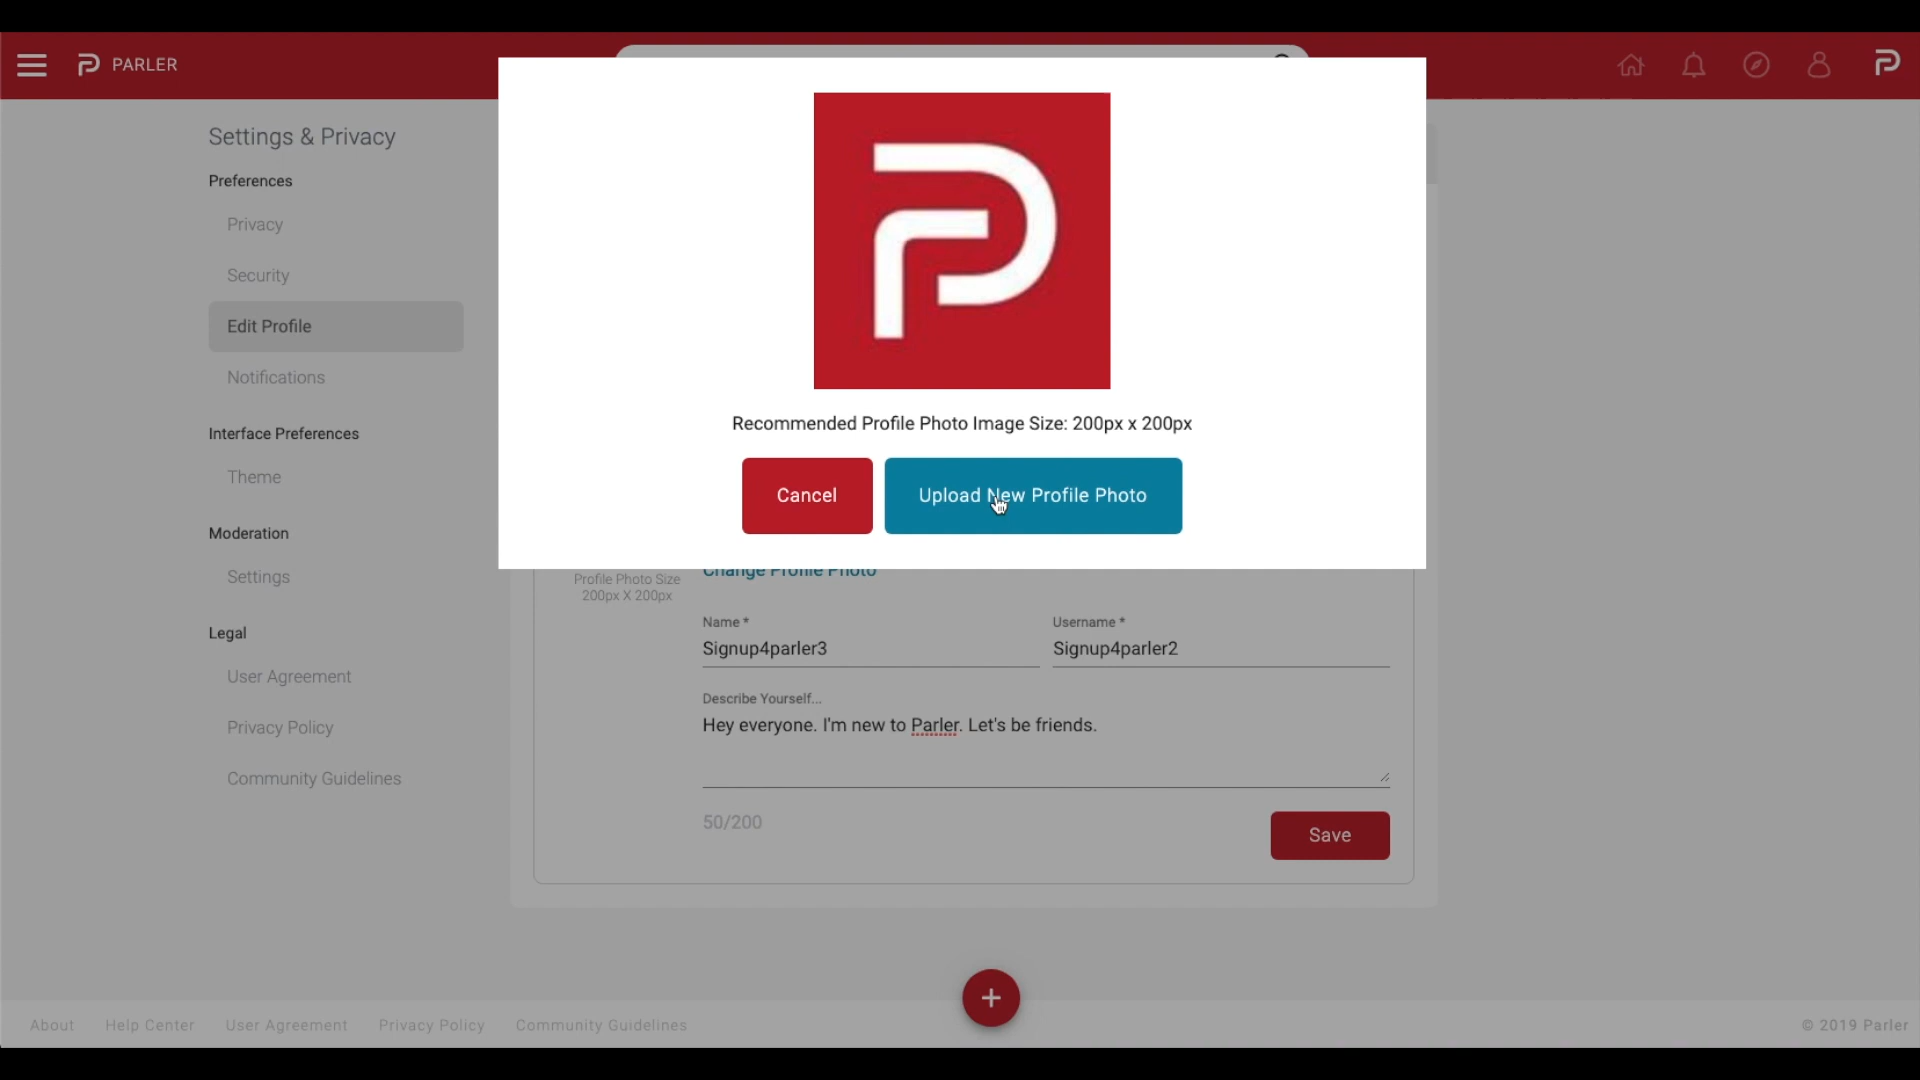 PARLER
Settings & Privacy
Preferences
Privacy
Security
Edit Profile
Notifications
Interface Preferences
Theme
Moderation
Settings
Legal
User Agreement
Privacy Policy
Community Guidelines
Recommended Profile Photo Image Size: 200px x 200px
Cancel
Upload New Profile Photo
Profile Photo Size
200px X 200px
Change Profile Photo
Name *
Signup4parler3
Username *
Signup4parler2
Describe Yourself...
Hey everyone. I'm new to Parler. Let's be friends.
50/200
Save
+
About
Help Center
User Agreement
Privacy Policy
Community Guidelines
© 2019 Parler